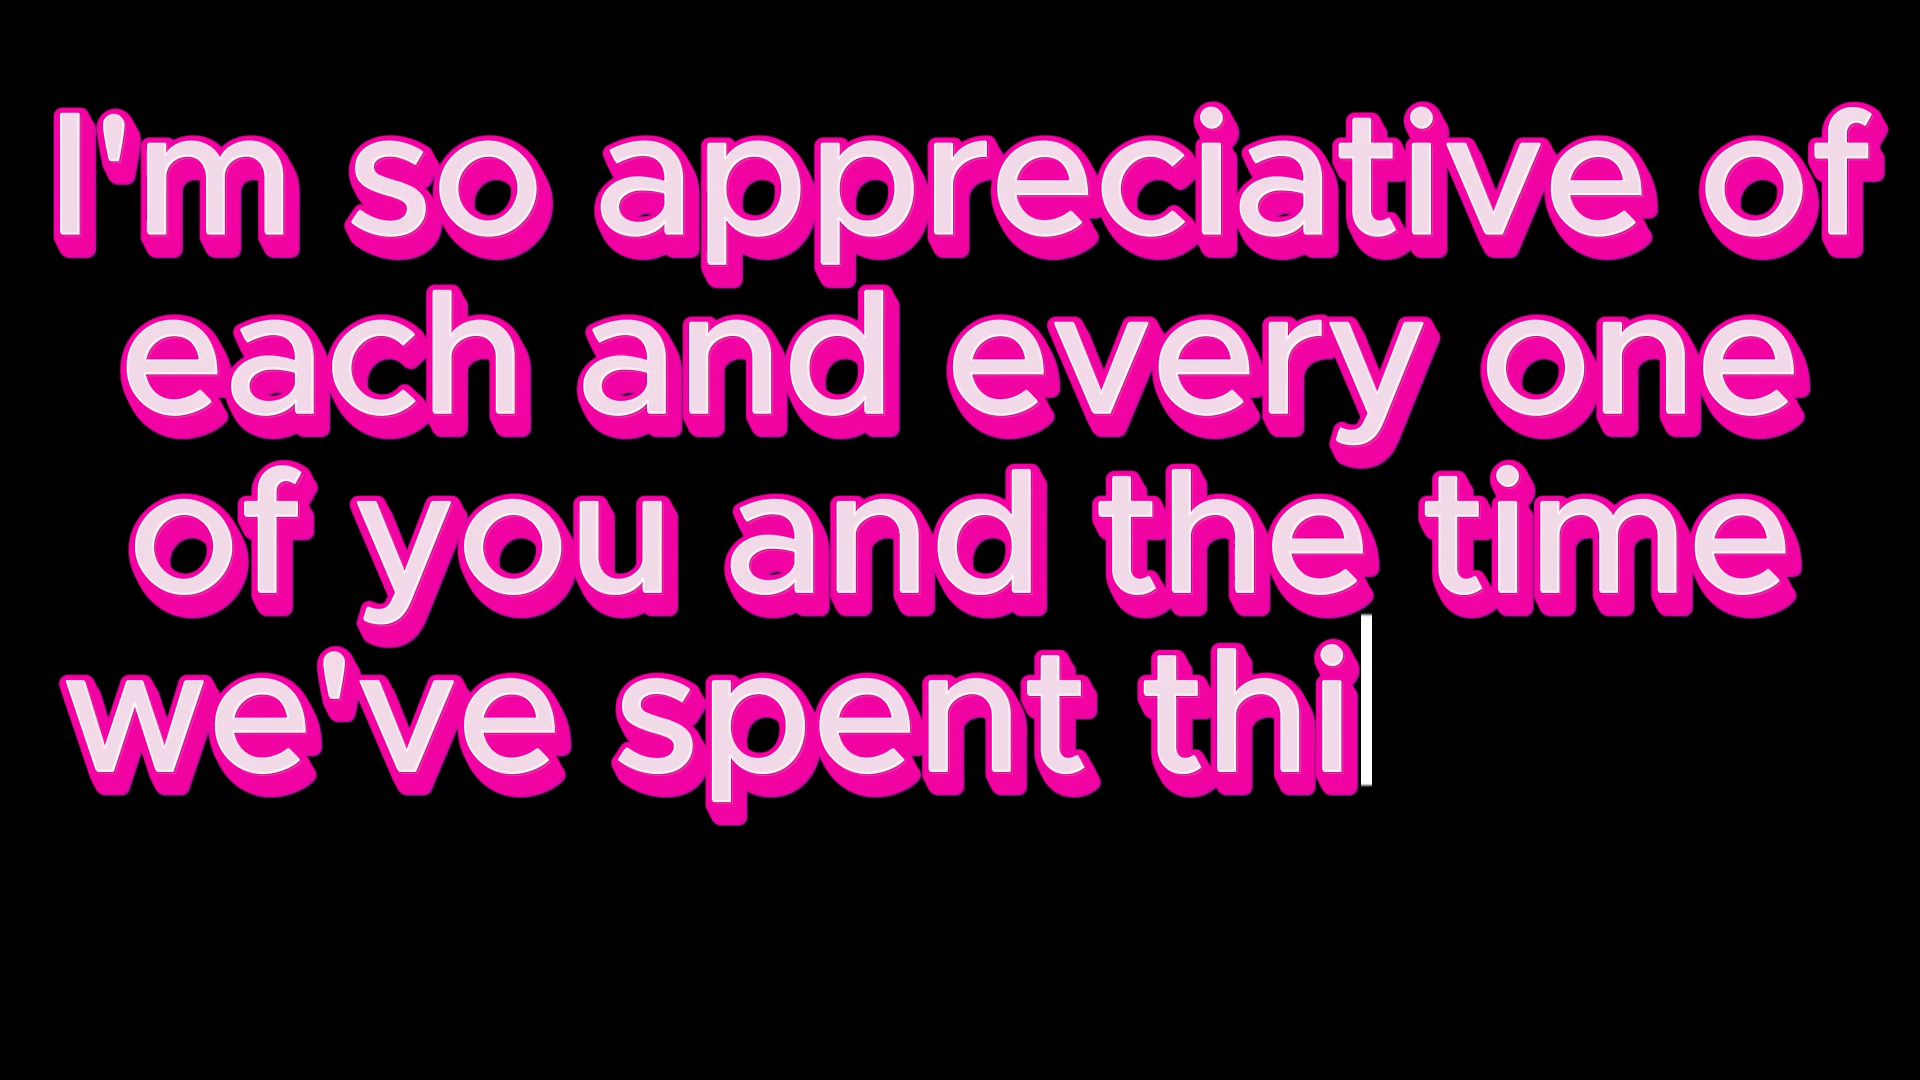 I'm so appreciative of
each and every one
of you and the time
we've spent thi